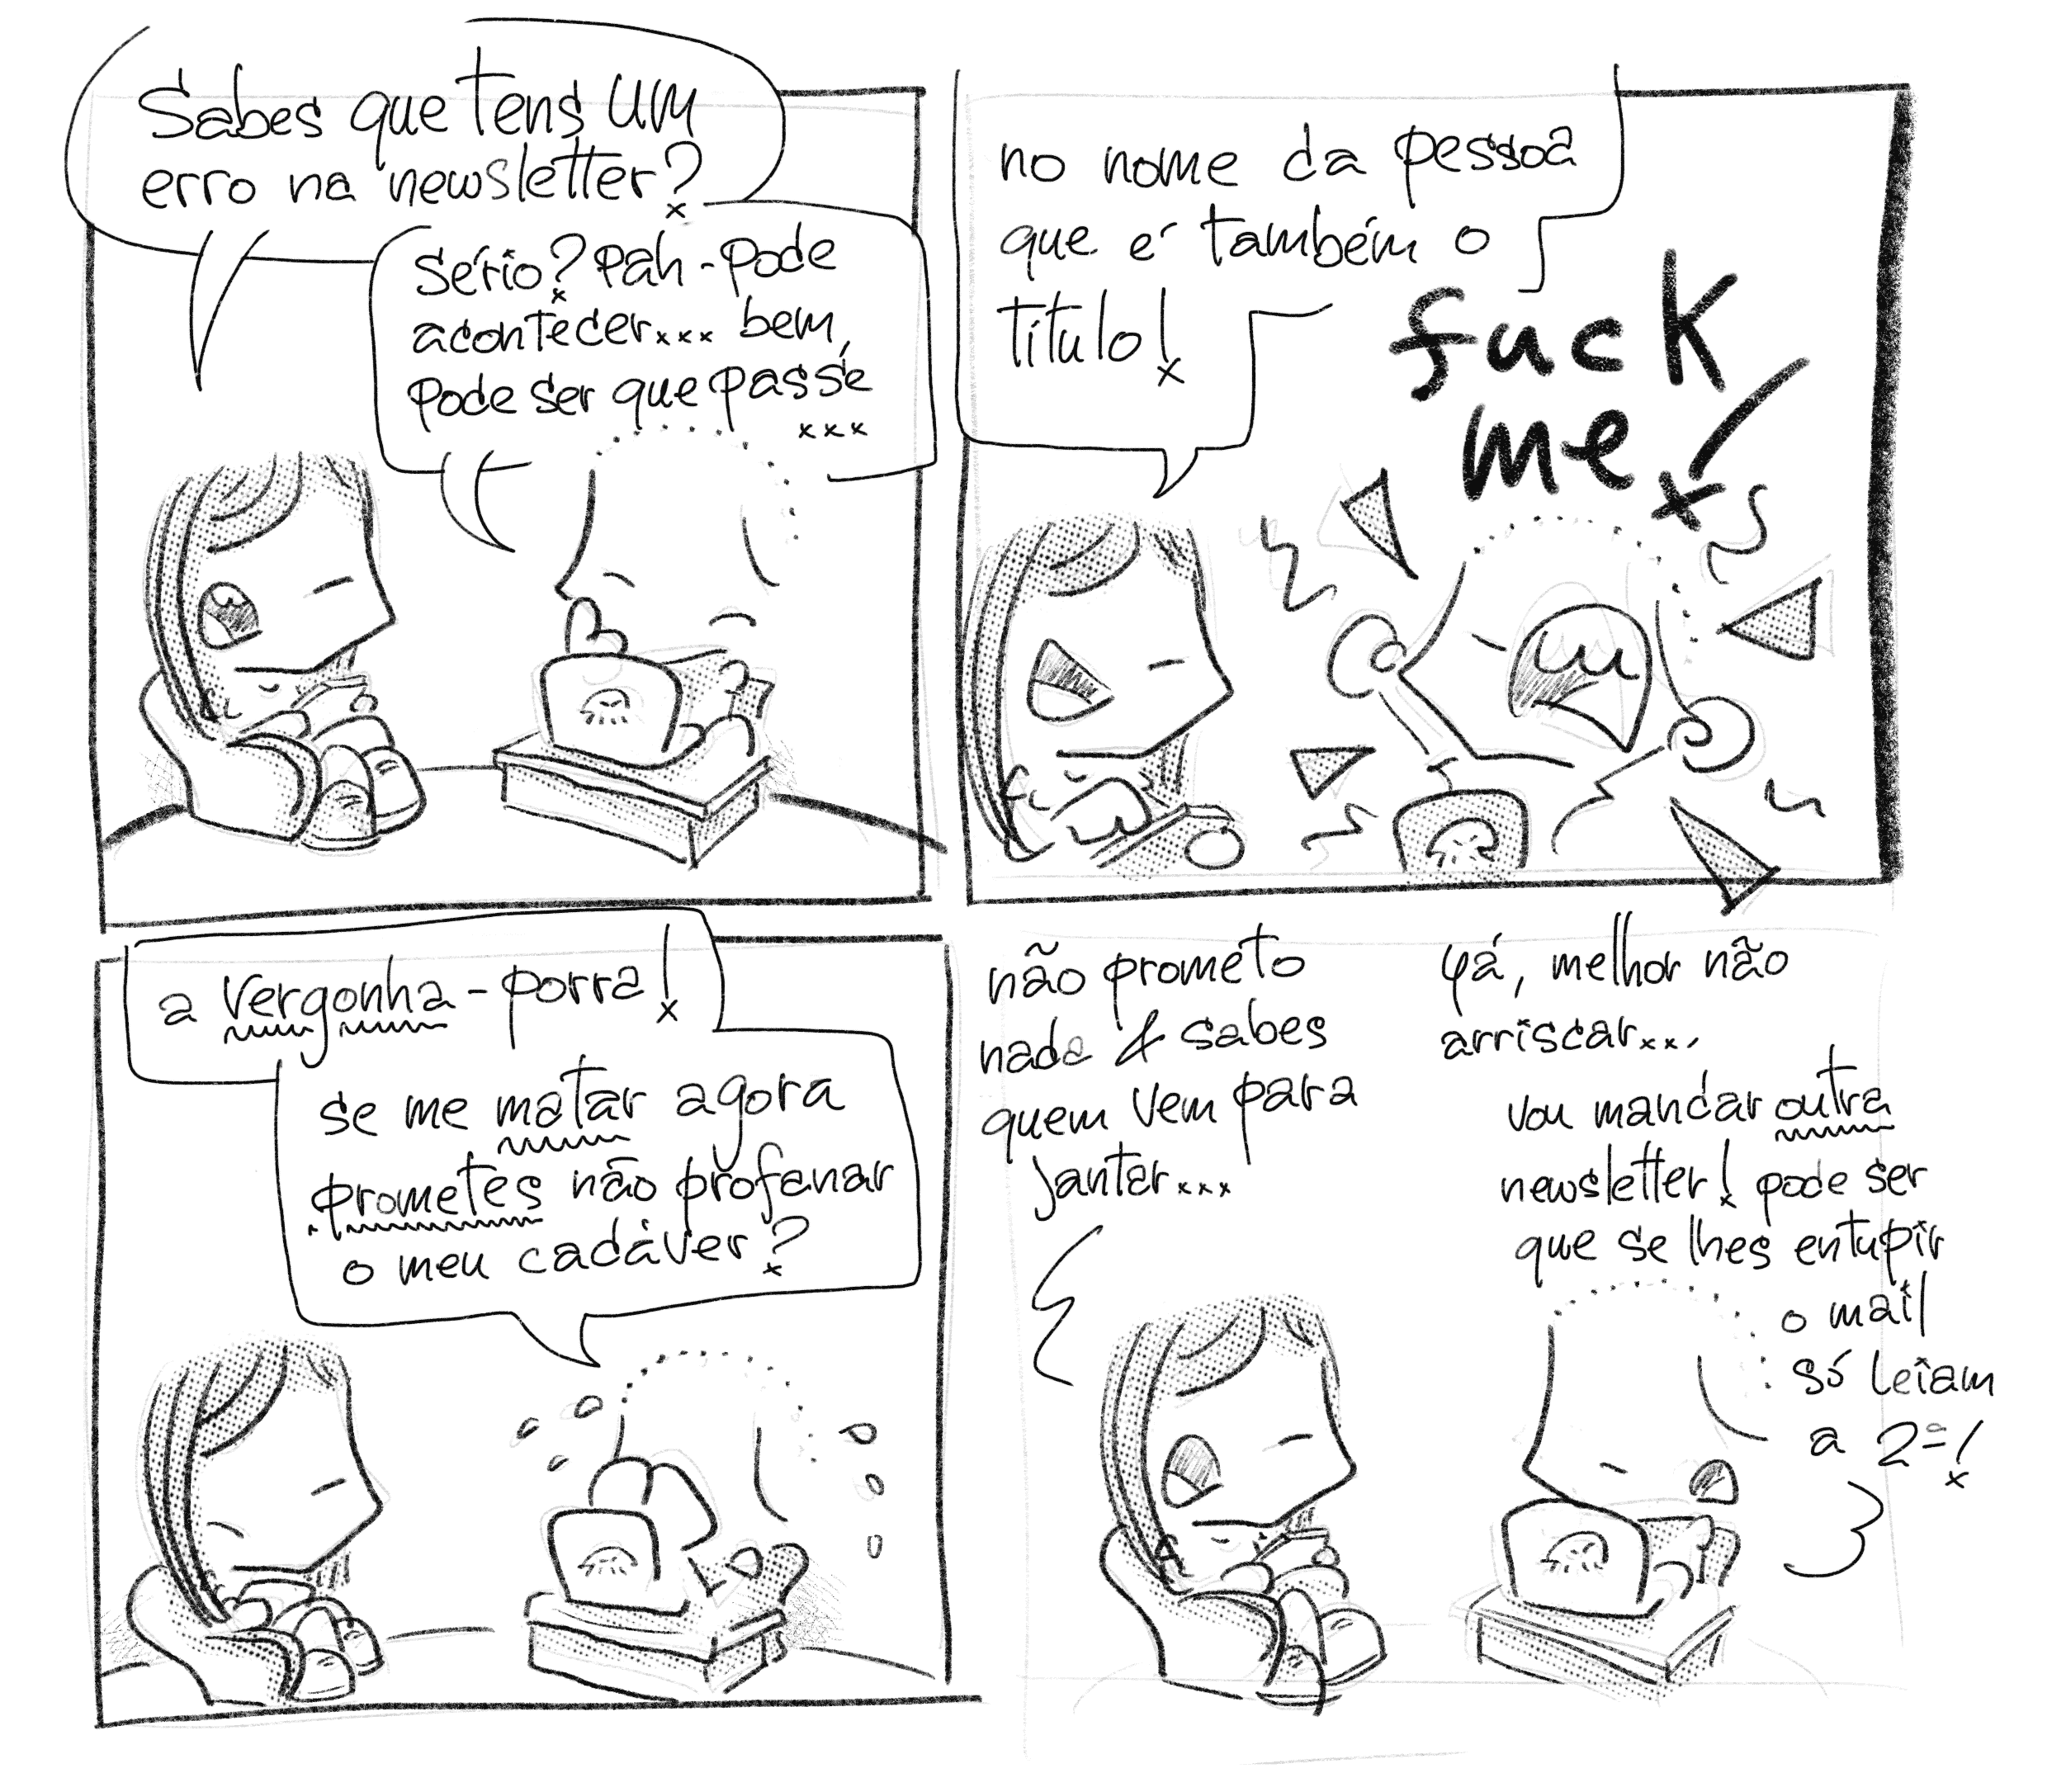 Sabes que tens um
erro na newsletter?
sério? pah - pode
acontecer... bem,
pode ser que passe
...
no nome da pessoa
que é também o
título!
fuck
me!
a vergonha - porra!
se me matar agora
prometes não profanar
o meu cadáver?
não prometo
nada & sabes
quem vem para
jantar...
yá, melhor não
arriscar...
vou mandar outra
newsletter! pode ser
que se lhes entupir
o mail
só leiam
a 2ª!